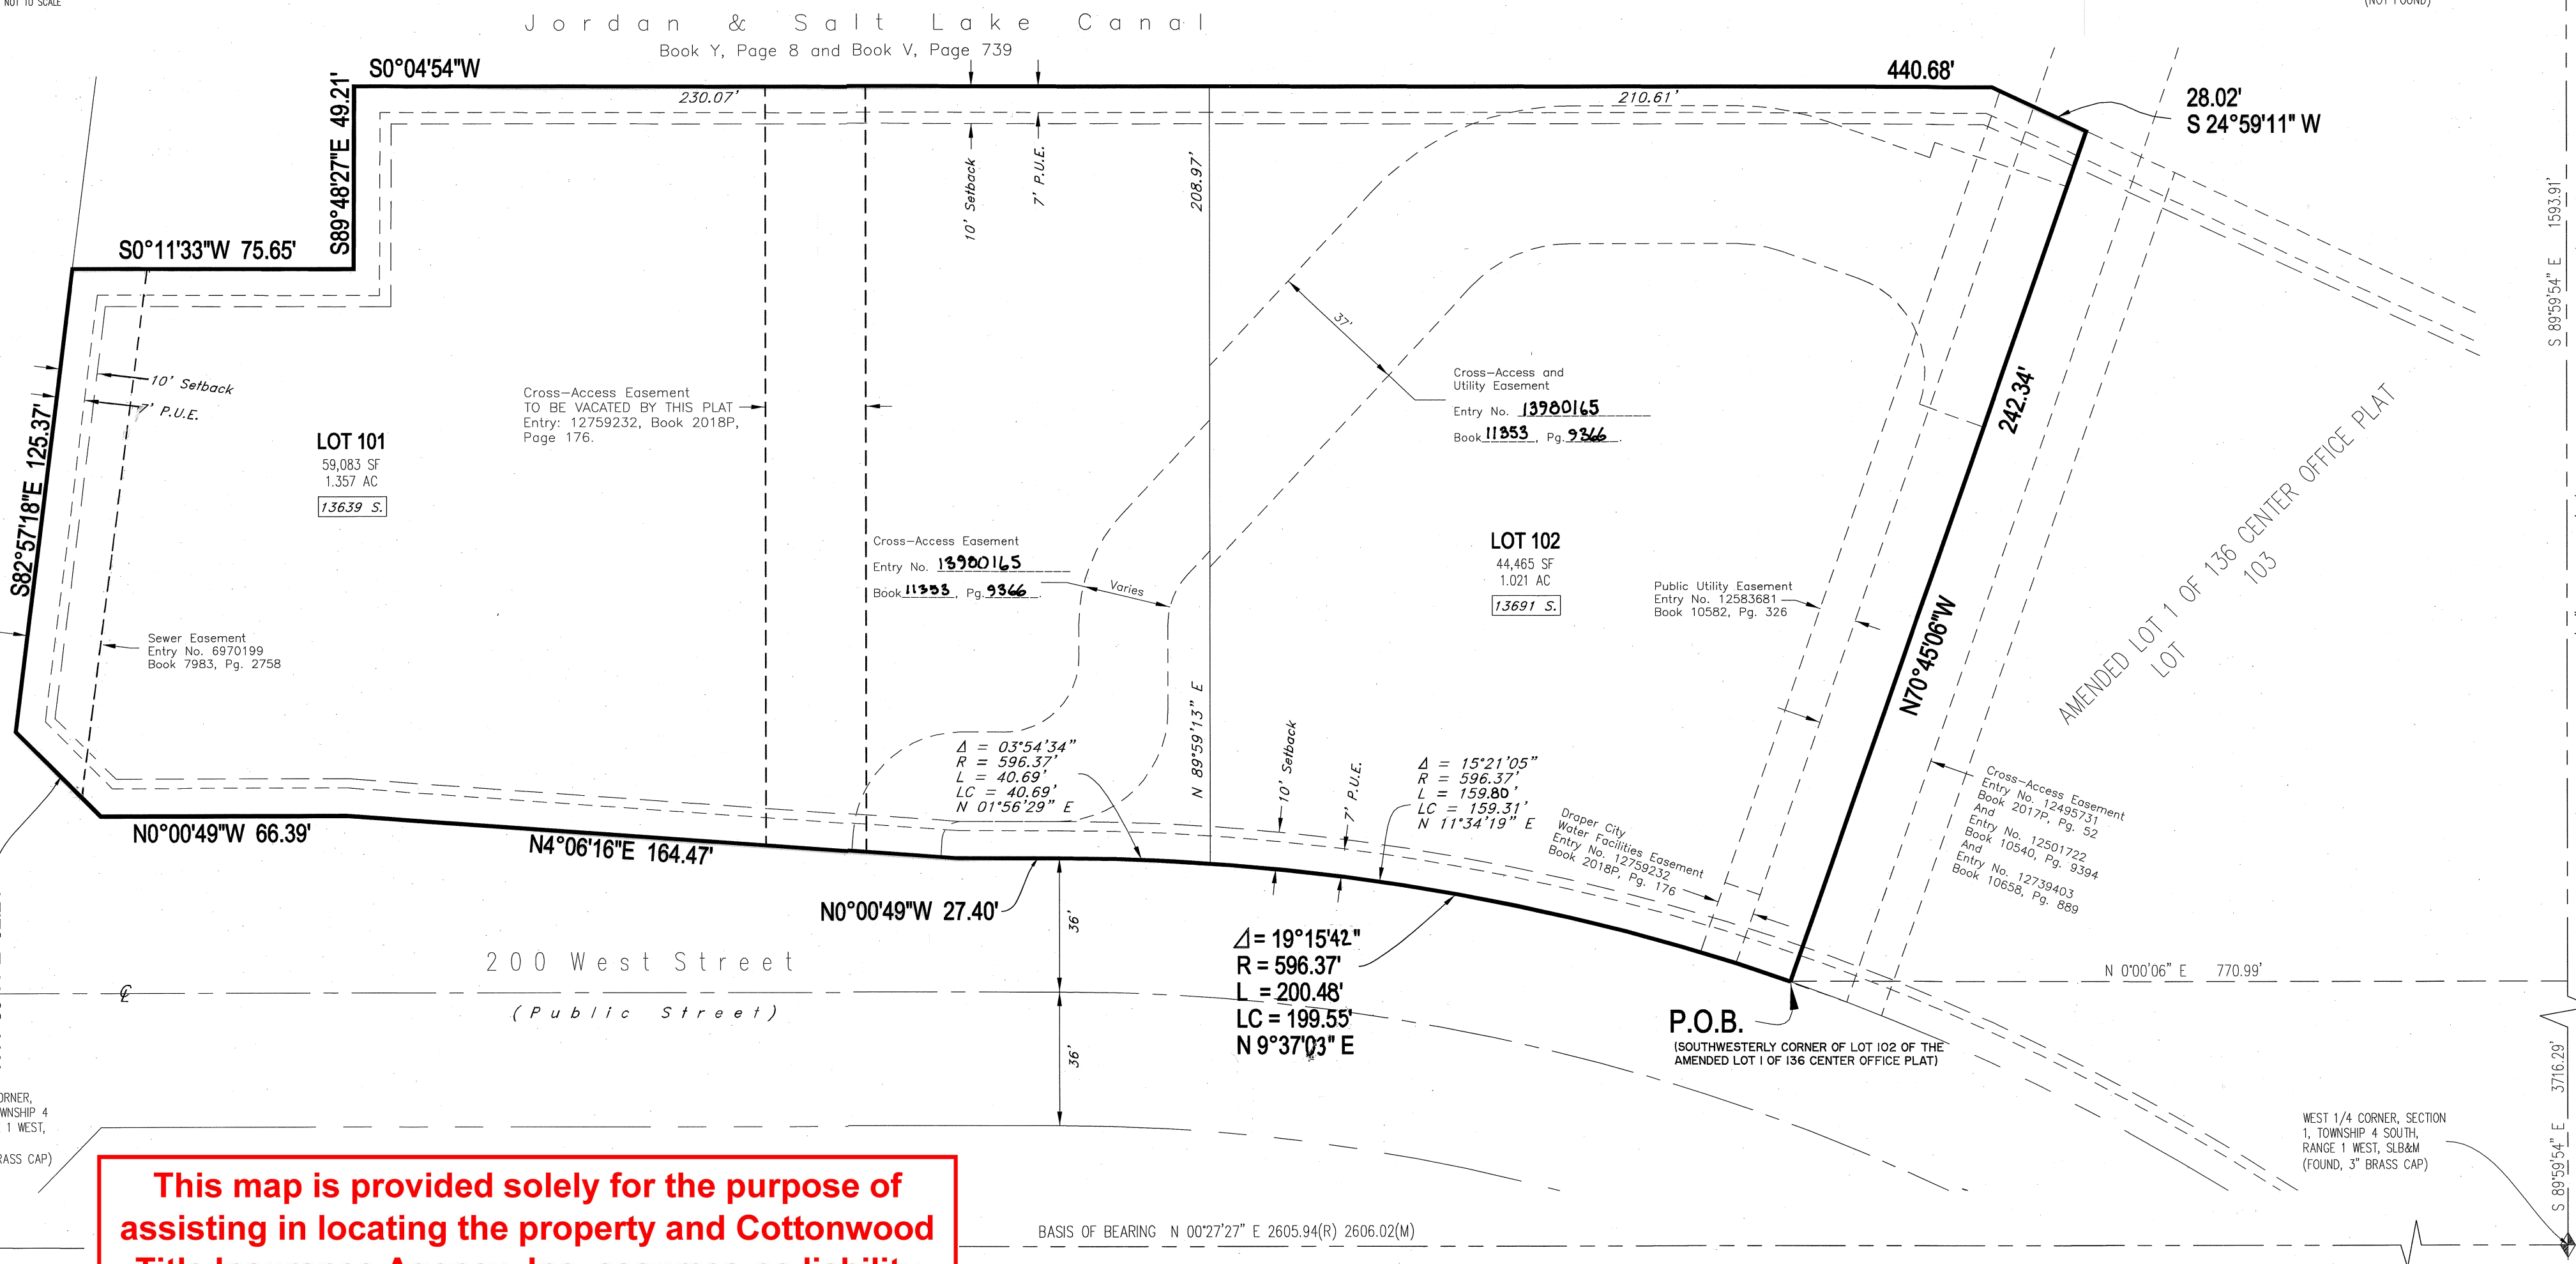 NOT TO SCALE
(NOT FOUND)
Jordan & Salt Lake Canal
Book Y, Page 8 and Book V, Page 739
S0°04'54"W
440.68'
230.07'
210.61'
28.02'
S 24°59'11" W
S89°48'27"E 49.21'
S0°11'33"W 75.65'
10' Setback
7' P.U.E.
208.97'
S 89°59'54" E 1593.91'
37'
10' Setback
7' P.U.E.
S82°57'18"E 125.37'
LOT 101
59,083 SF
1.357 AC
13639 S.
Cross-Access Easement
TO BE VACATED BY THIS PLAT
Entry: 12759232, Book 2018P,
Page 176.
Cross-Access and
Utility Easement
Entry No. 13980165
Book 11353, Pg. 9366.
242.34'
N70°45'06"W
AMENDED LOT 1 OF 136 CENTER OFFICE PLAT
LOT 103
Cross-Access Easement
Entry No. 13980165
Book 11353, Pg. 9366.
Varies
LOT 102
44,465 SF
1.021 AC
13691 S.
Public Utility Easement
Entry No. 12583681
Book 10582, Pg. 326
Sewer Easement
Entry No. 6970199
Book 7983, Pg. 2758
N 89°59'13" E
Δ = 03°54'34"
R = 596.37'
L = 40.69'
LC = 40.69'
N 01°56'29" E
10' Setback
7' P.U.E.
Δ = 15°21'05"
R = 596.37'
L = 159.80'
LC = 159.31'
N 11°34'19" E
Draper City
Water Facilities Easement
Entry No. 12759232
Book 2018P, Pg. 176
Cross-Access Easement
Entry No. 12495731
Book 2017P, Pg. 52
And
Entry No. 12501722
Book 10540, Pg. 9394
And
Entry No. 12739403
Book 10658, Pg. 889
N0°00'49"W 66.39'
N4°06'16"E 164.47'
N0°00'49"W 27.40'
36'
36'
Δ = 19°15'42"
R = 596.37'
L = 200.48'
LC = 199.55'
N 9°37'03" E
200 West Street
(Public Street)
℄
N 0°00'06" E 770.99'
P.O.B.
(SOUTHWESTERLY CORNER OF LOT 102 OF THE
AMENDED LOT 1 OF 136 CENTER OFFICE PLAT)
S 89°59'54" E 3716.29'
WNSHIP 4
1 WEST,
WEST 1/4 CORNER, SECTION
1, TOWNSHIP 4 SOUTH,
RANGE 1 WEST, SLB&M
(FOUND, 3" BRASS CAP)
This map is provided solely for the purpose of
assisting in locating the property and Cottonwood
Title Insurance Agency, Inc. assumes no liability
BASIS OF BEARING N 00°27'27" E 2605.94(R) 2606.02(M)